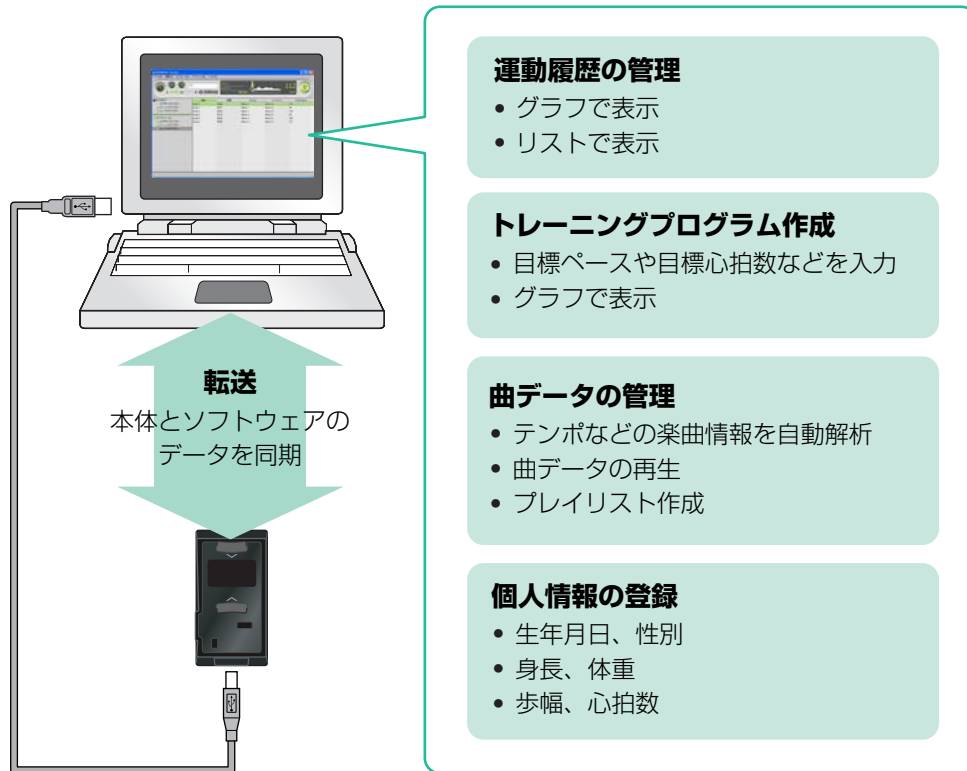 運動履歴の管理
• グラフで表示
• リストで表示
トレーニングプログラム作成
• 目標ペースや目標心拍数などを入力
• グラフで表示
転送
本体とソフトウェアの
データを同期
曲データの管理
• テンポなどの楽曲情報を自動解析
• 曲データの再生
• プレイリスト作成
個人情報の登録
• 生年月日、性別
• 身長、体重
• 歩幅、心拍数